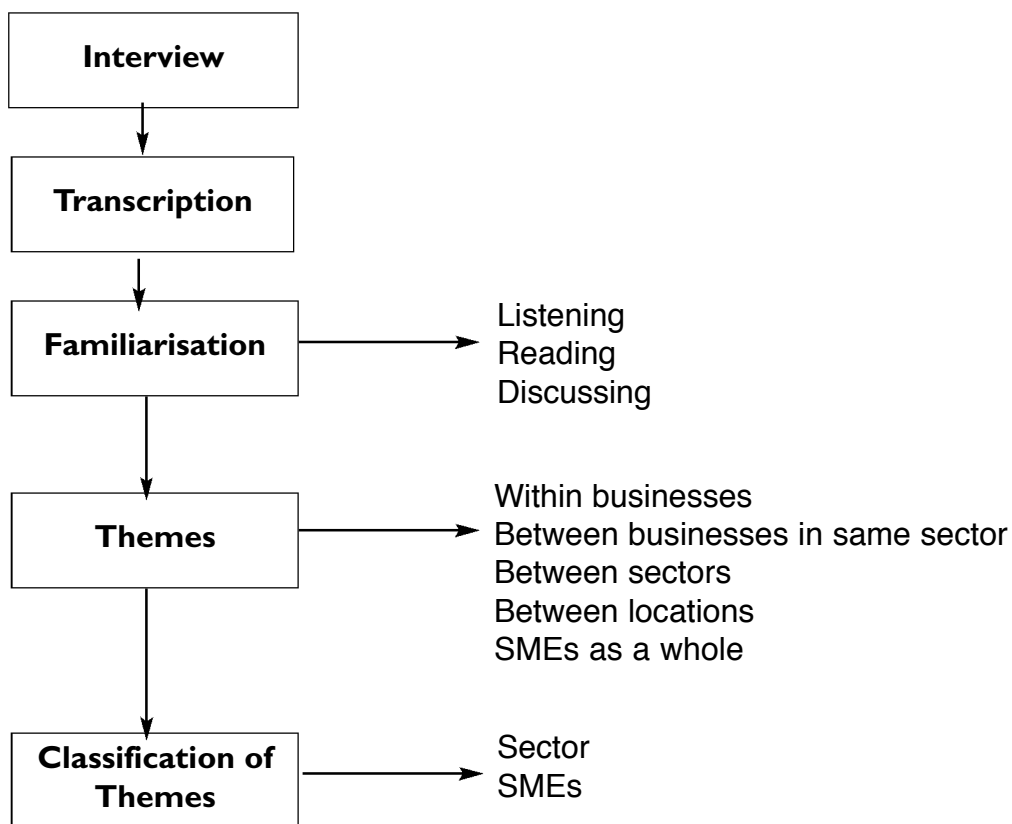 Interview
Transcription
Familiarisation
Listening
Reading
Discussing
Themes
Within businesses
Between businesses in same sector
Between sectors
Between locations
SMEs as a whole
Classification of
Themes
Sector
SMEs